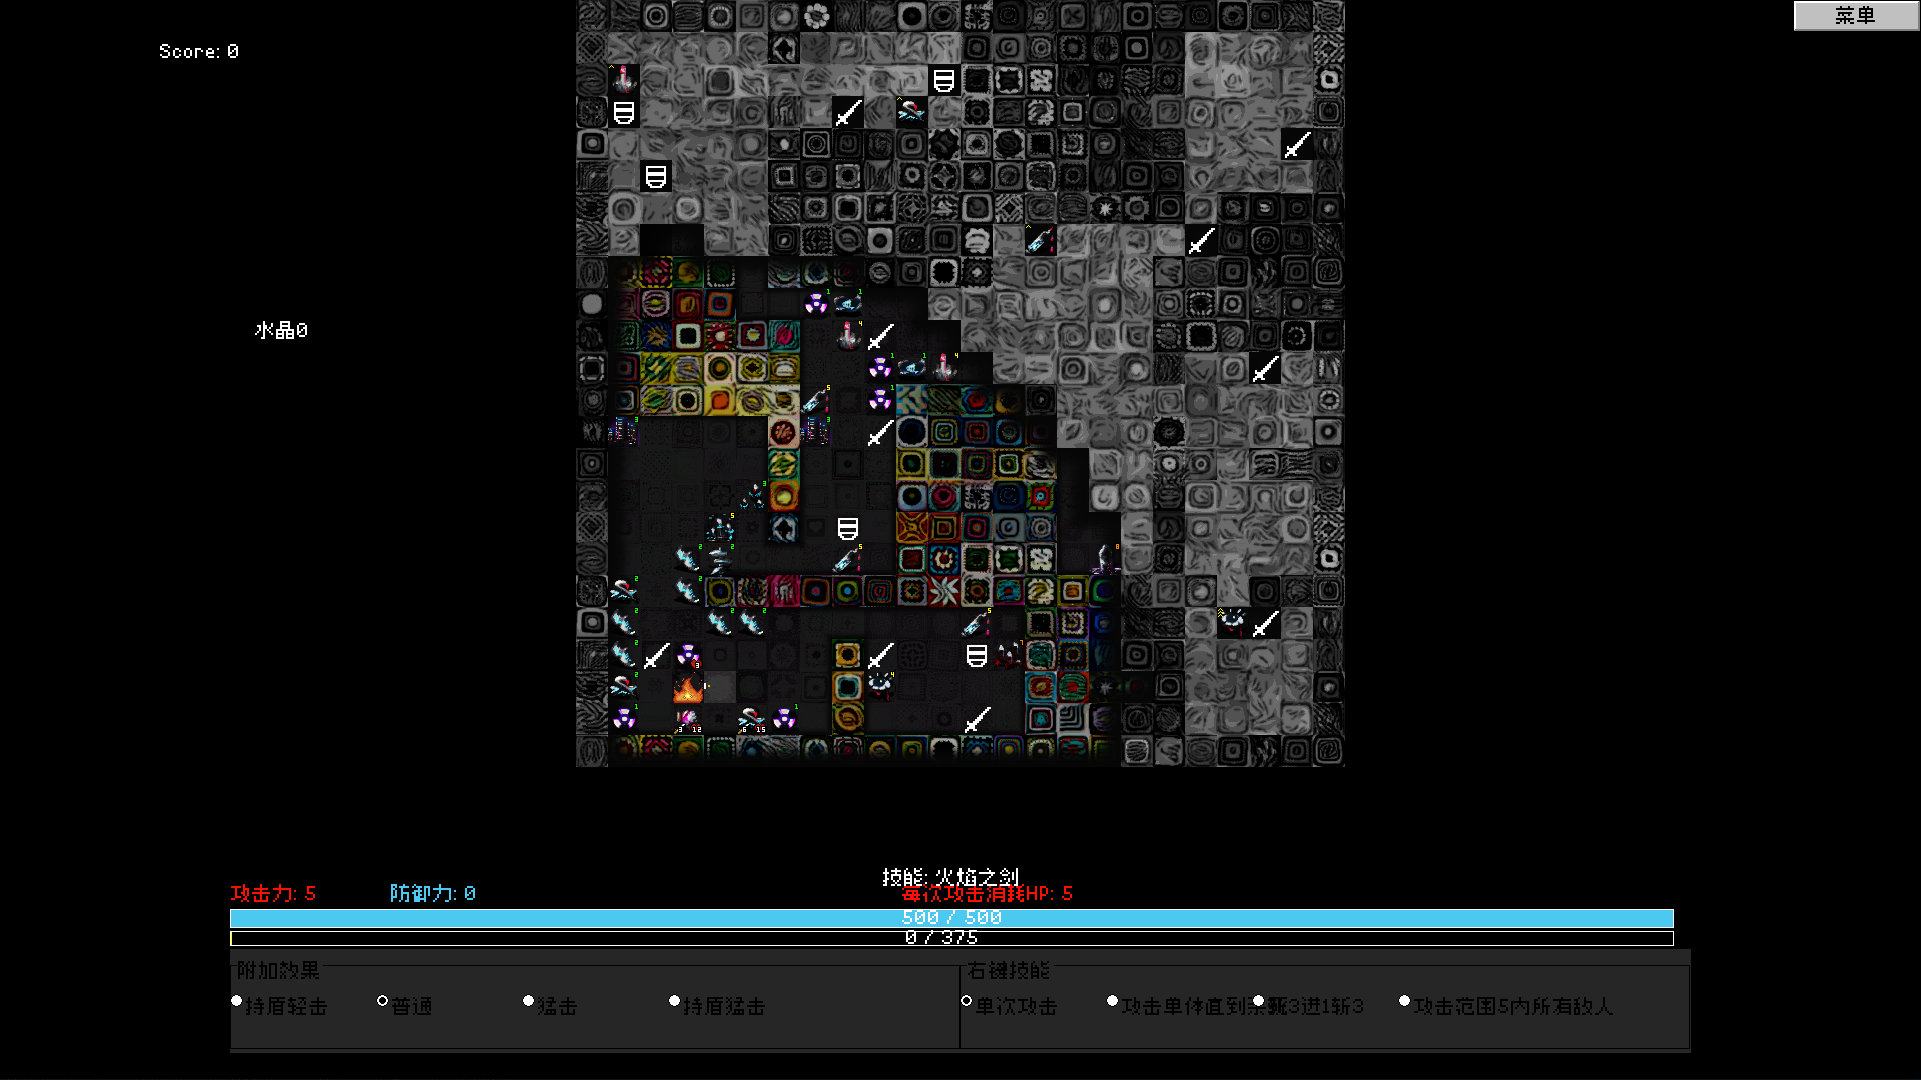 菜单
Score: 0
水晶0
技能: 火焰之剑
攻击力: 5
防御力: 0
每次攻击消耗HP: 5
500 / 500
0 / 375
附加效果
右键技能
持盾轻击
普通
猛击
持盾猛击
单次攻击
攻击单体直到
3进1斩3
攻击范围5内所有敌人